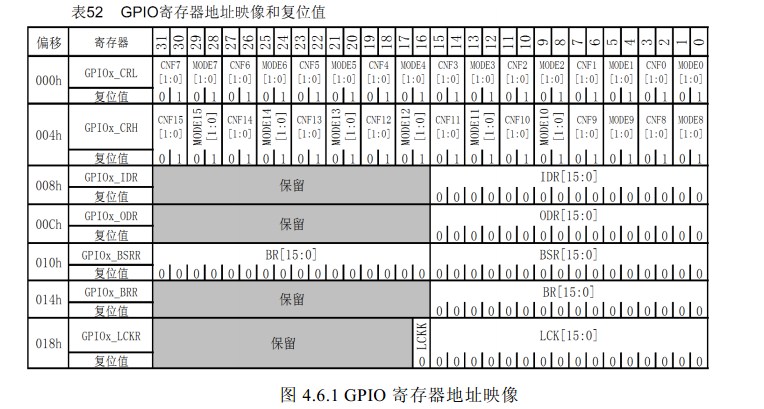 表52 GPIO寄存器地址映像和复位值
偏移 寄存器 31 30 29 28 27 26 25 24 23 22 21 20 19 18 17 16 15 14 13 12 11 10 9 8 7 6 5 4 3 2 1 0
000h GPIOx_CRL CNF7 [1:0] MODE7 [1:0] CNF6 [1:0] MODE6 [1:0] CNF5 [1:0] MODE5 [1:0] CNF4 [1:0] MODE4 [1:0] CNF3 [1:0] MODE3 [1:0] CNF2 [1:0] MODE2 [1:0] CNF1 [1:0] MODE1 [1:0] CNF0 [1:0] MODE0 [1:0]
复位值 0 1 0 1 0 1 0 1 0 1 0 1 0 1 0 1 0 1 0 1 0 1 0 1 0 1 0 1 0 1 0 1
004h GPIOx_CRH CNF15 [1:0] MODE15 [1:0] CNF14 [1:0] MODE14 [1:0] CNF13 [1:0] MODE13 [1:0] CNF12 [1:0] MODE12 [1:0] CNF11 [1:0] MODE11 [1:0] CNF10 [1:0] MODE10 [1:0] CNF9 [1:0] MODE9 [1:0] CNF8 [1:0] MODE8 [1:0]
复位值 0 1 0 1 0 1 0 1 0 1 0 1 0 1 0 1 0 1 0 1 0 1 0 1 0 1 0 1 0 1 0 1
008h GPIOx_IDR 保留 IDR[15:0]
复位值 0 0 0 0 0 0 0 0 0 0 0 0 0 0 0 0
00Ch GPIOx_ODR 保留 ODR[15:0]
复位值 0 0 0 0 0 0 0 0 0 0 0 0 0 0 0 0
010h GPIOx_BSRR BR[15:0] BSR[15:0]
复位值 0 0 0 0 0 0 0 0 0 0 0 0 0 0 0 0 0 0 0 0 0 0 0 0 0 0 0 0 0 0 0 0
014h GPIOx_BRR 保留 BR[15:0]
复位值 0 0 0 0 0 0 0 0 0 0 0 0 0 0 0 0
018h GPIOx_LCKR 保留 LCKK LCK[15:0]
复位值 0 0 0 0 0 0 0 0 0 0 0 0 0 0 0 0 0
图 4.6.1 GPIO 寄存器地址映像